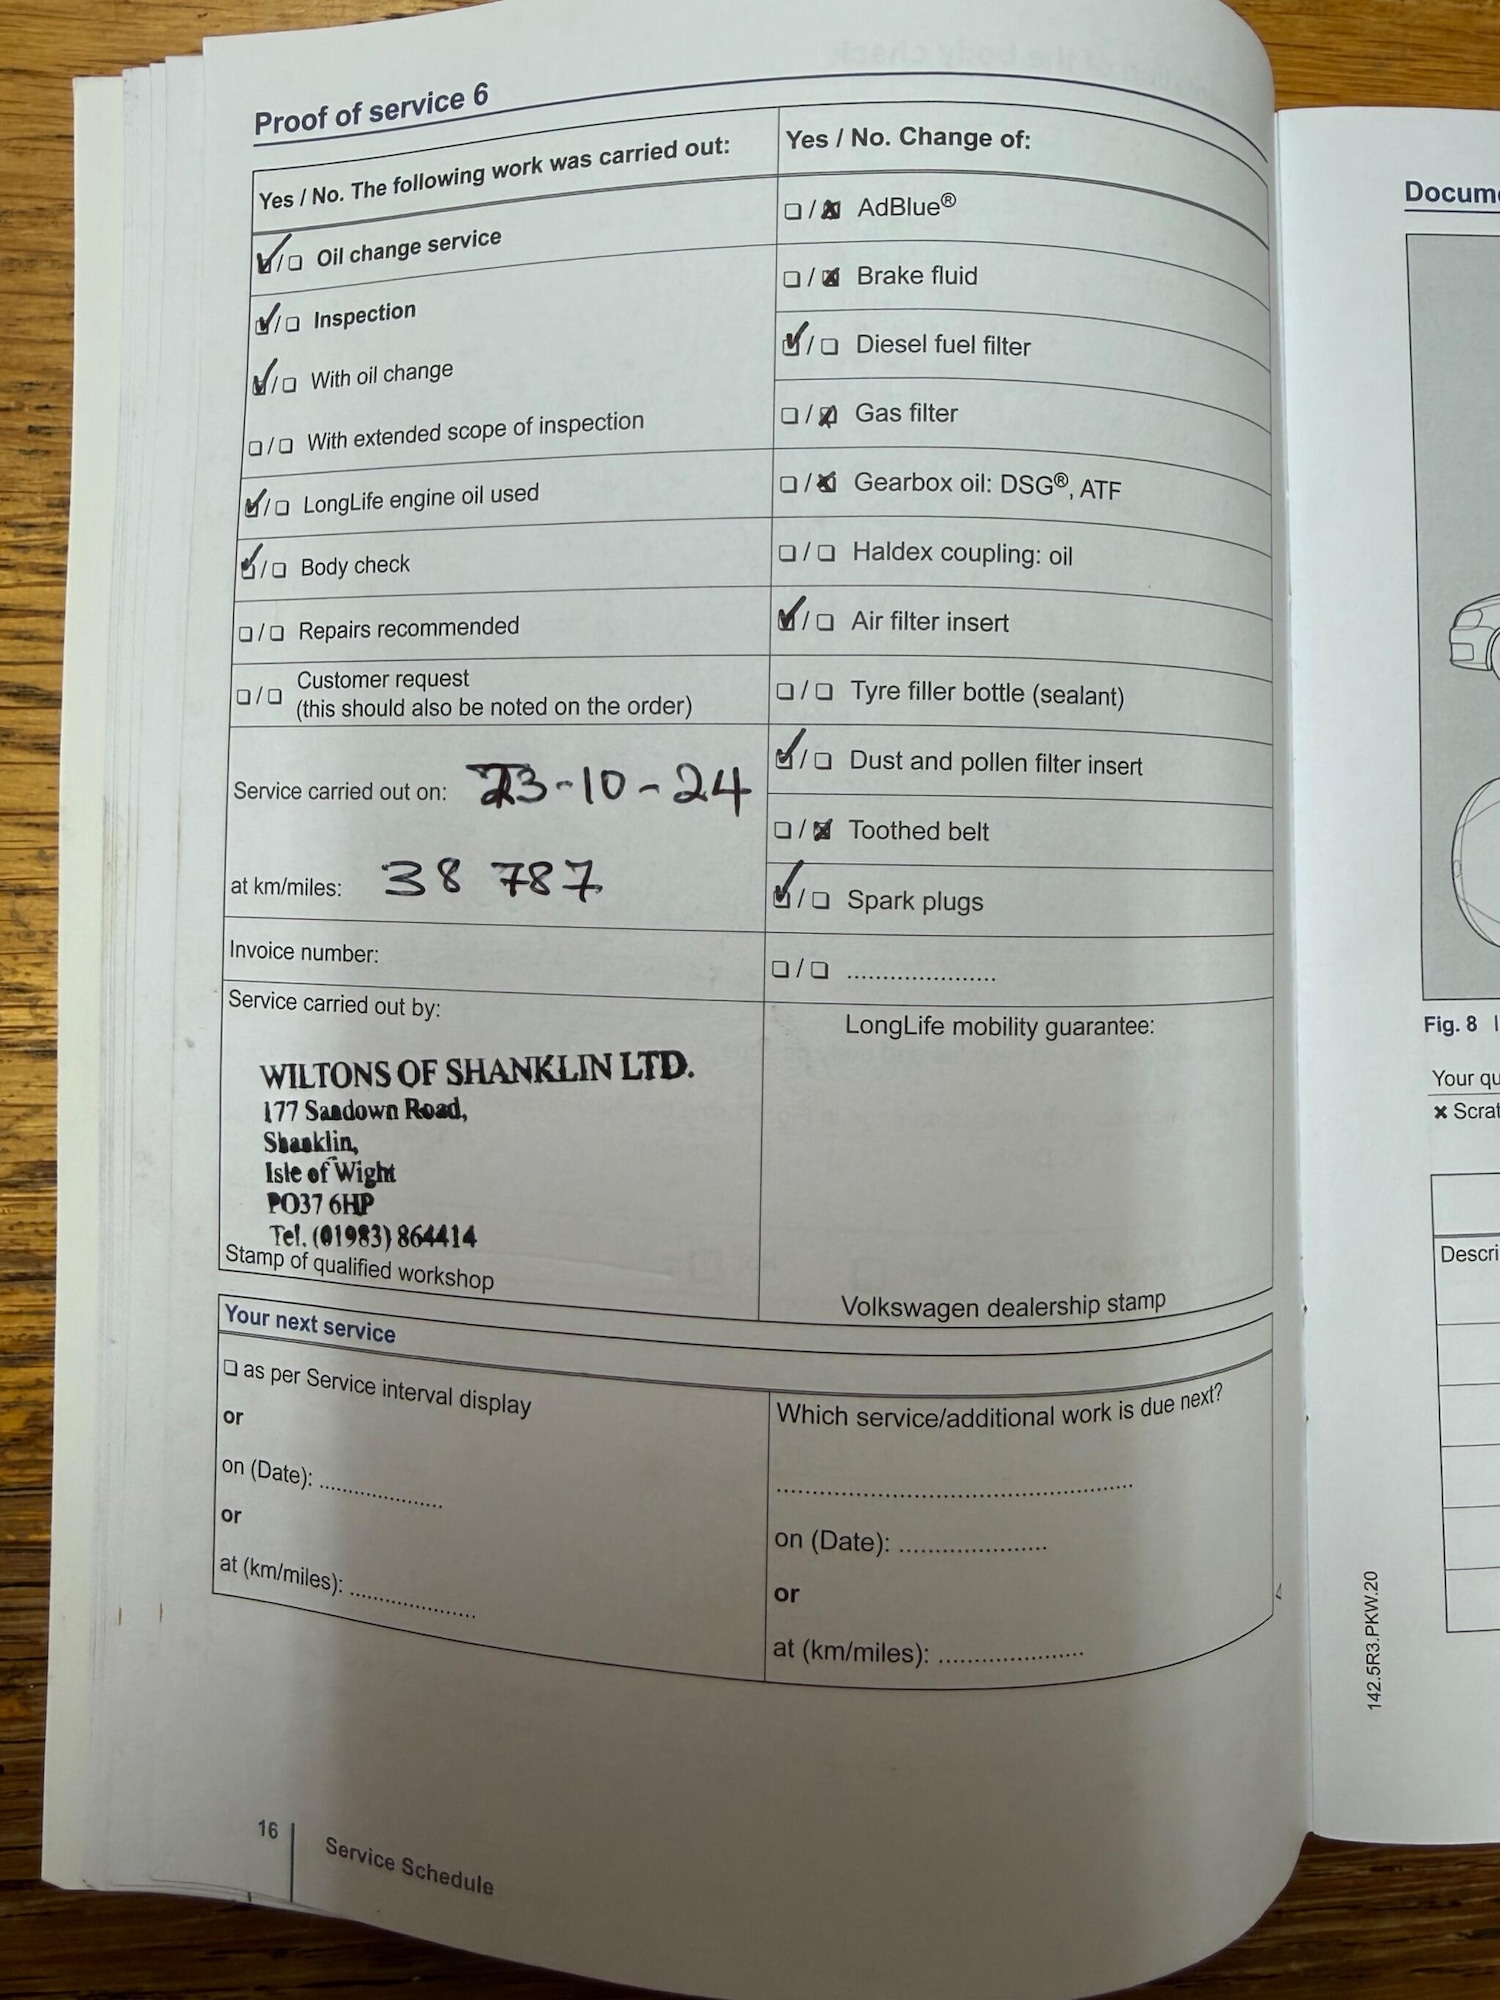 Proof of service 6
Yes / No. The following work was carried out:
Oil change service
Inspection
With oil change
With extended scope of inspection
LongLife engine oil used
Body check
Repairs recommended
Customer request
(this should also be noted on the order)
Service carried out on: 23-10-24
at km/miles: 38 787
Invoice number:
Service carried out by:
WILTONS OF SHANKLIN LTD.
177 Sandown Road,
Shanklin,
Isle of Wight
PO37 6HP
Tel. (01983) 864414
Stamp of qualified workshop
Yes / No. Change of:
AdBlue®
Brake fluid
Diesel fuel filter
Gas filter
Gearbox oil: DSG®, ATF
Haldex coupling: oil
Air filter insert
Tyre filler bottle (sealant)
Dust and pollen filter insert
Toothed belt
Spark plugs
LongLife mobility guarantee:
Volkswagen dealership stamp
Your next service
as per Service interval display
or
on (Date):
or
at (km/miles):
Which service/additional work is due next?
on (Date):
or
at (km/miles):
16
Service Schedule
Docum
Fig. 8
Your qu
Scrat
Descri
142.5R3.PKW.20